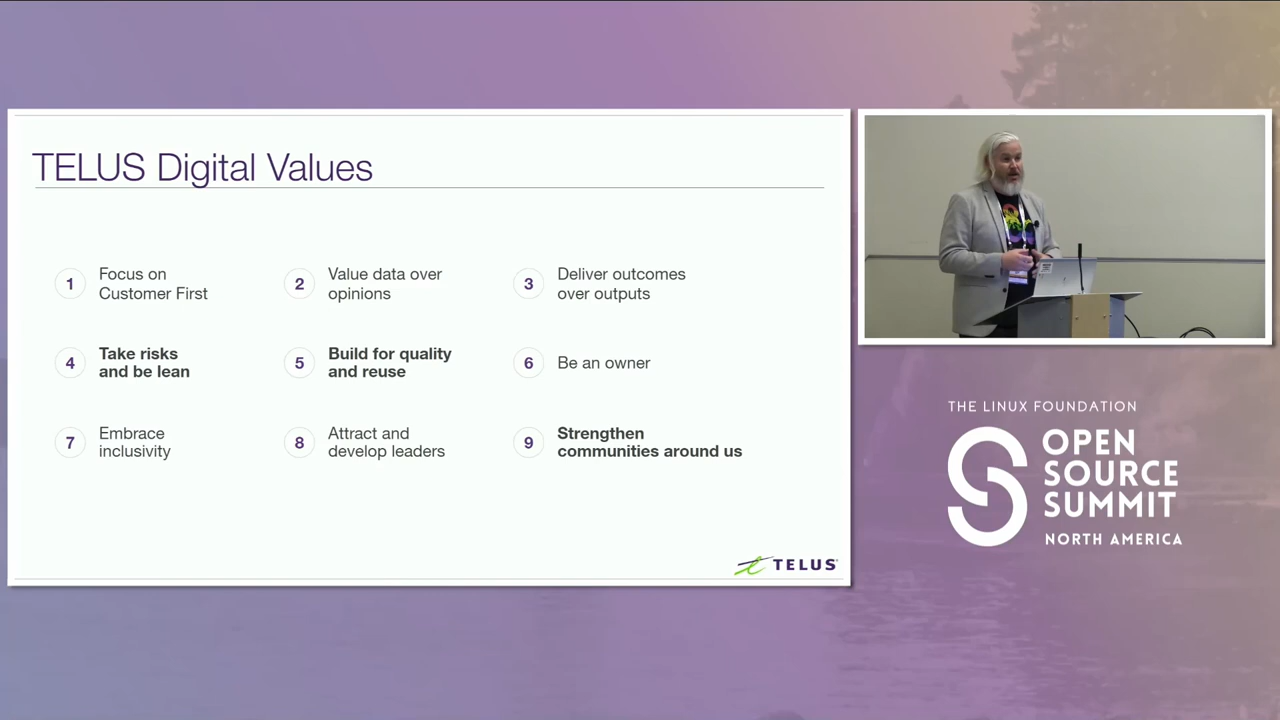 TELUS Digital Values
1
Focus on
Customer First
2
Value data over
opinions
3
Deliver outcomes
over outputs
4
Take risks
and be lean
5
Build for quality
and reuse
6
Be an owner
7
Embrace
inclusivity
8
Attract and
develop leaders
9
Strengthen
communities around us
TELUS
THE LINUX FOUNDATION
OPEN
SOURCE
SUMMIT
NORTH AMERICA